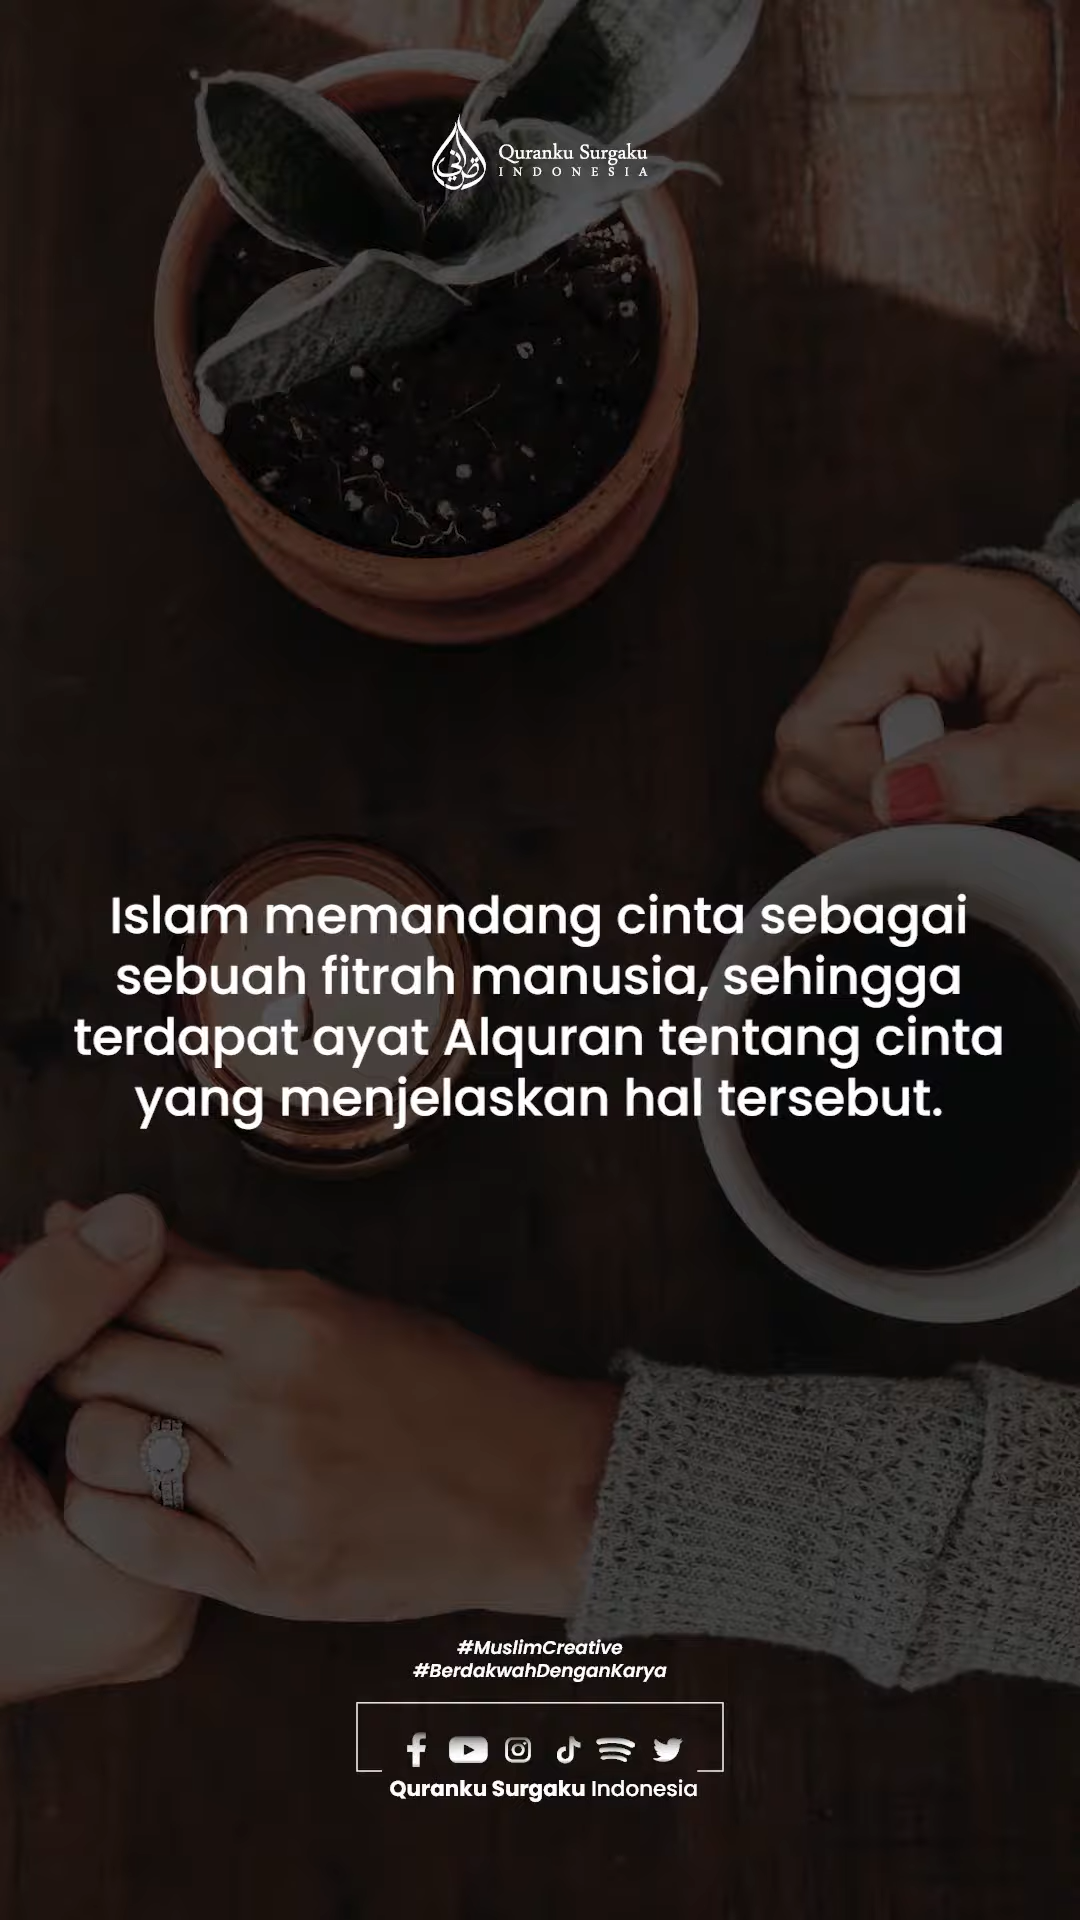 Quranku Surgaku
INDONESIA
Islam memandang cinta sebagai
sebuah fitrah manusia, sehingga
terdapat ayat Alquran tentang cinta
yang menjelaskan hal tersebut.
#MuslimCreative
#BerdakwahDenganKarya
Quranku Surgaku Indonesia